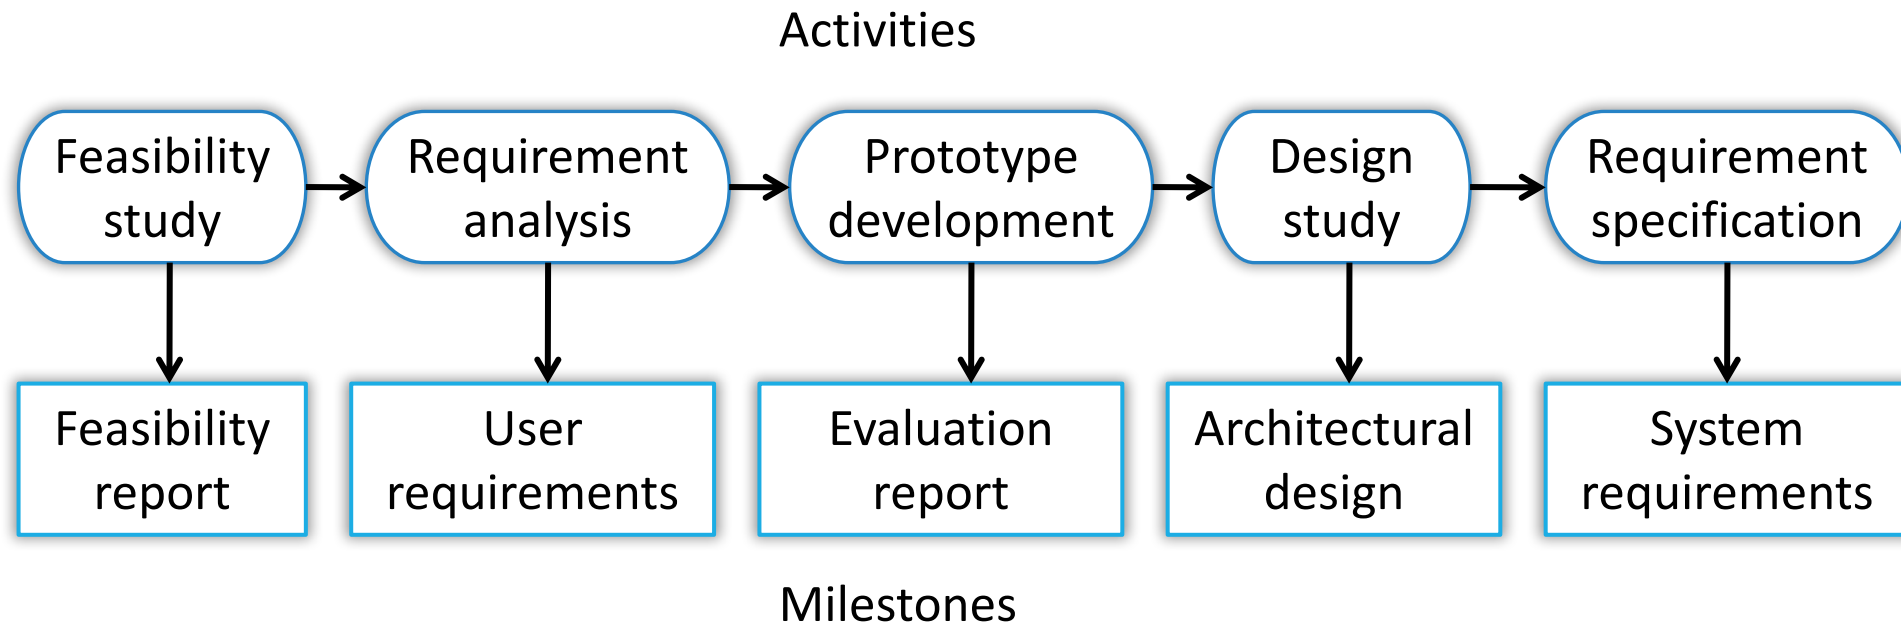 Activities
Feasibility
study
Requirement
analysis
Prototype
development
Design
study
Requirement
specification
Feasibility
report
User
requirements
Evaluation
report
Architectural
design
System
requirements
Milestones